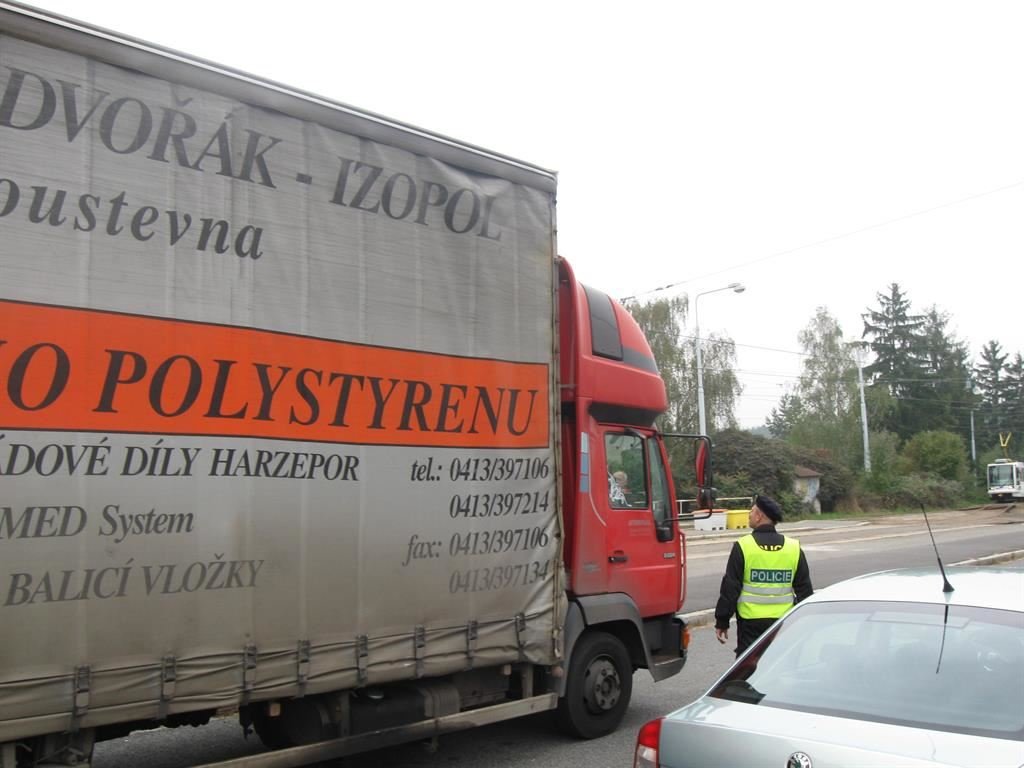 DVOŘÁK - IZOPOL
oustevna
O POLYSTYRENU
ÁDOVÉ DÍLY HARZEPOR
tel.: 0413/397106
0413/397214
MED System
fax: 0413/397106
BALICÍ VLOŽKY
0413/397134
POLICIE